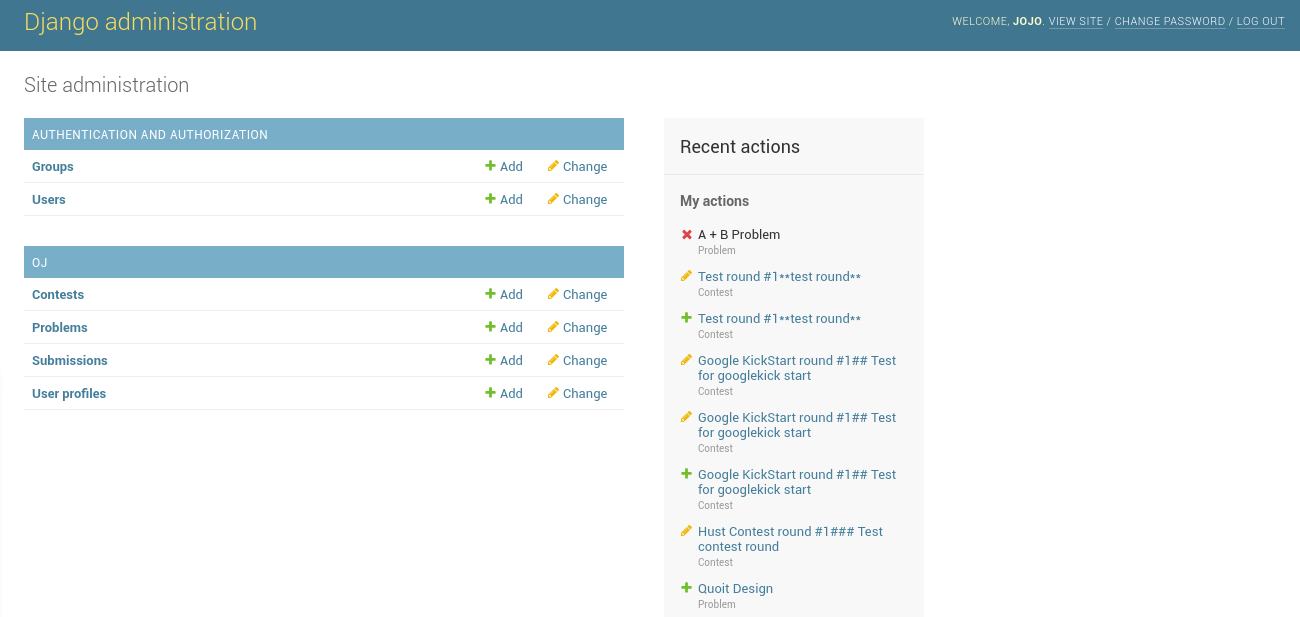 Django administration
WELCOME, JOJO. VIEW SITE / CHANGE PASSWORD / LOG OUT
Site administration
AUTHENTICATION AND AUTHORIZATION
Groups Add Change
Users Add Change
OJ
Contests Add Change
Problems Add Change
Submissions Add Change
User profiles Add Change
Recent actions
My actions
A + B Problem
Problem
Test round #1**test round**
Contest
Test round #1**test round**
Contest
Google KickStart round #1## Test
for googlekick start
Contest
Google KickStart round #1## Test
for googlekick start
Contest
Google KickStart round #1## Test
for googlekick start
Contest
Hust Contest round #1### Test
contest round
Contest
Quoit Design
Problem